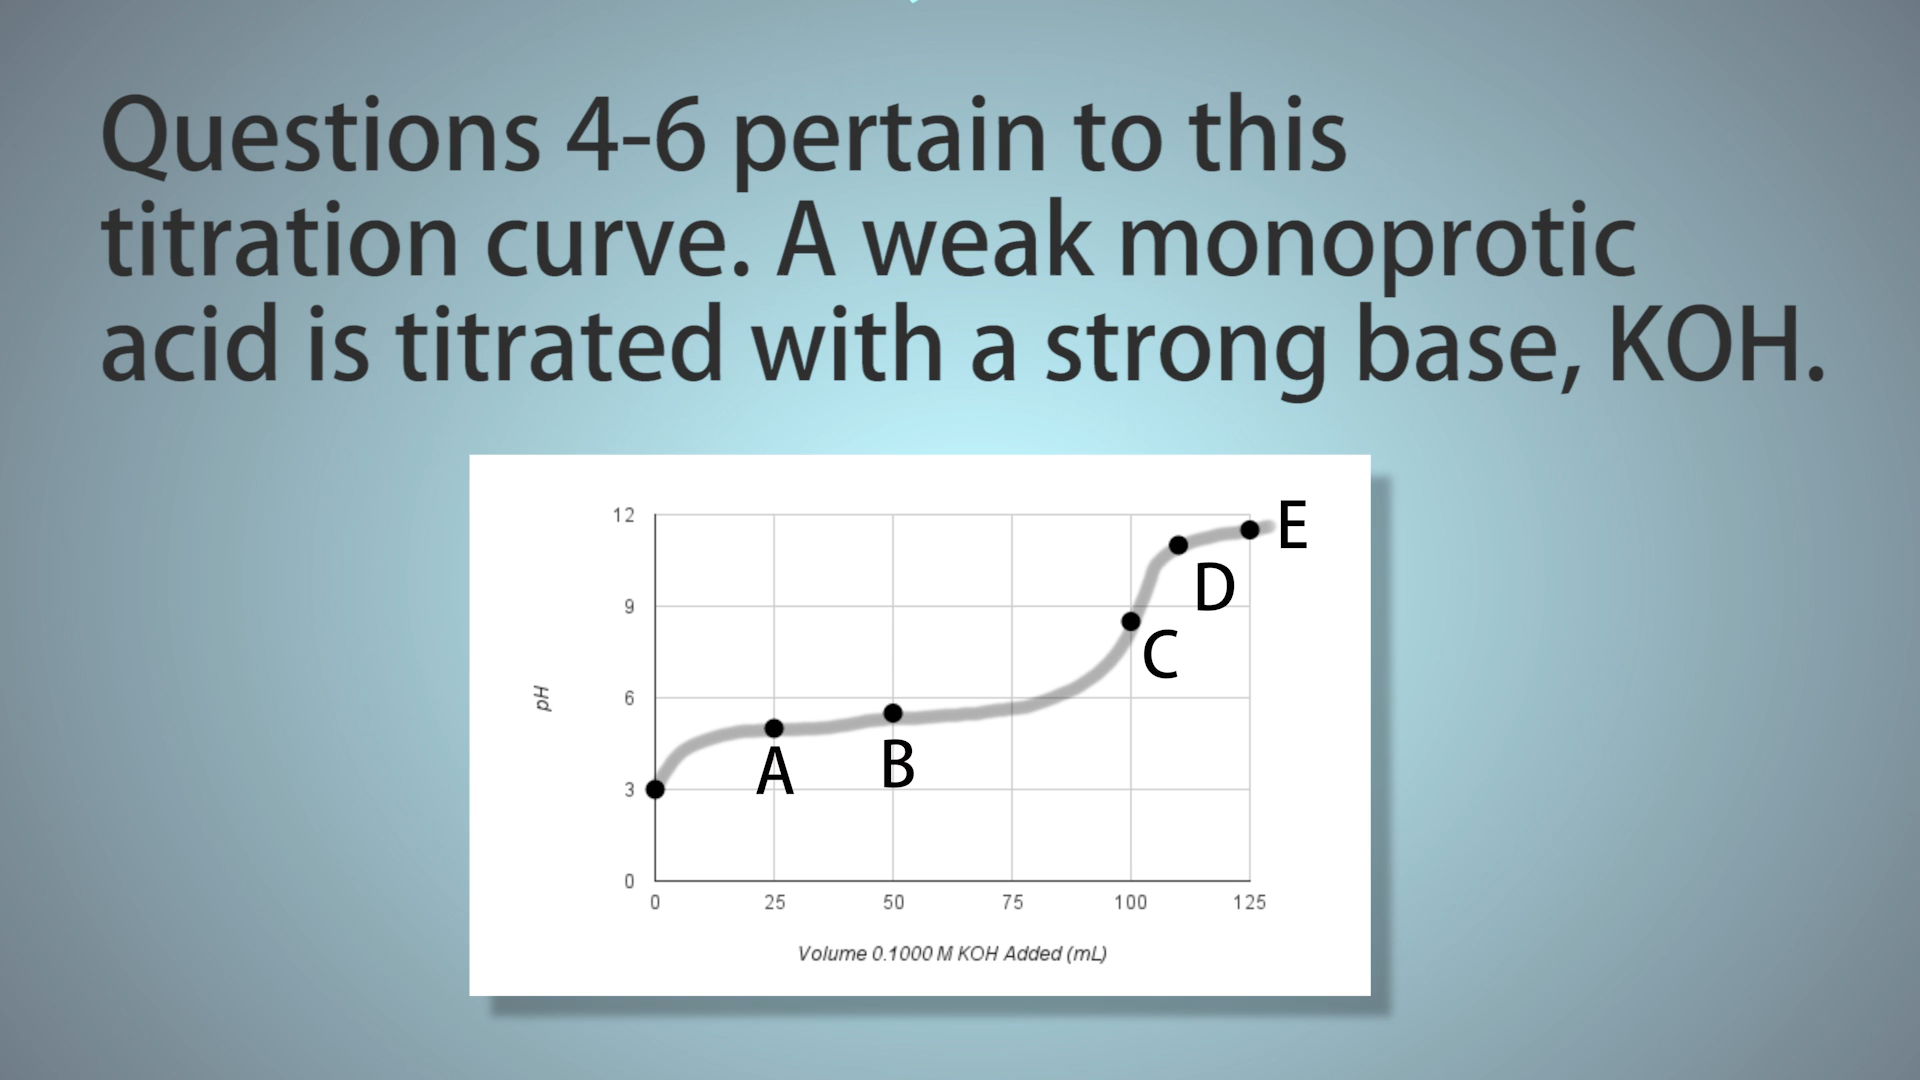 Questions 4-6 pertain to this
titration curve. A weak monoprotic
acid is titrated with a strong base, KOH.
12
E
9
D
C
pH
6
A
B
3
0
0 25 50 75 100 125
Volume 0.1000 M KOH Added (mL)